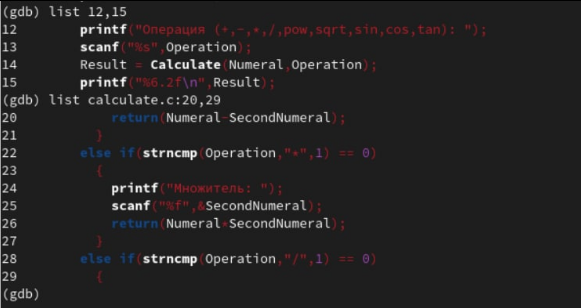 (gdb) list 12,15
12 printf("Операция (+,-,*,/,pow,sqrt,sin,cos,tan): ");
13 scanf("%s",Operation);
14 Result = Calculate(Numeral,Operation);
15 printf("%6.2f\n",Result);
(gdb) list calculate.c:20,29
20 return(Numeral-SecondNumeral);
21 }
22 else if(strncmp(Operation,"*",1) == 0)
23 {
24 printf("Множитель: ");
25 scanf("%f",&SecondNumeral);
26 return(Numeral*SecondNumeral);
27 }
28 else if(strncmp(Operation,"/",1) == 0)
29 {
(gdb)